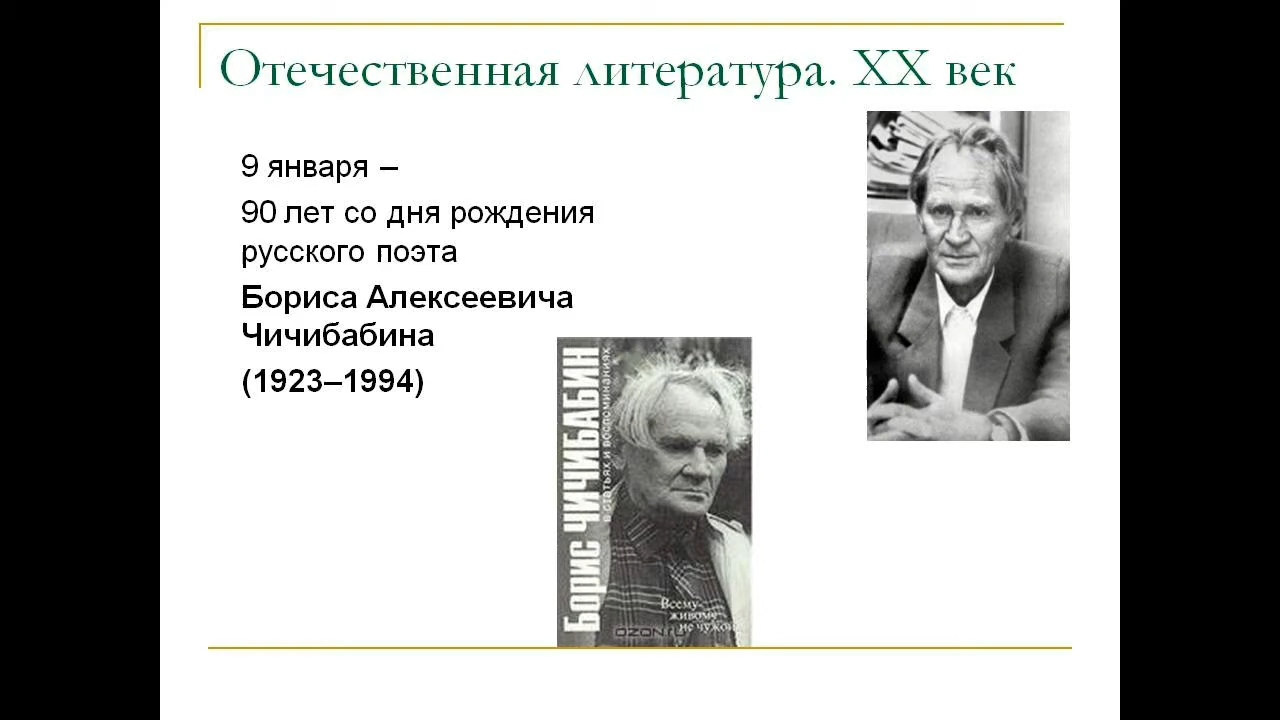 Отечественная литература. XX век
9 января –
90 лет со дня рождения
русского поэта
Бориса Алексеевича
Чичибабина
(1923–1994)
Борис ЧИЧИБАБИН
в статьях и воспоминаниях
Всему
живому
не чужой
OZON.RU